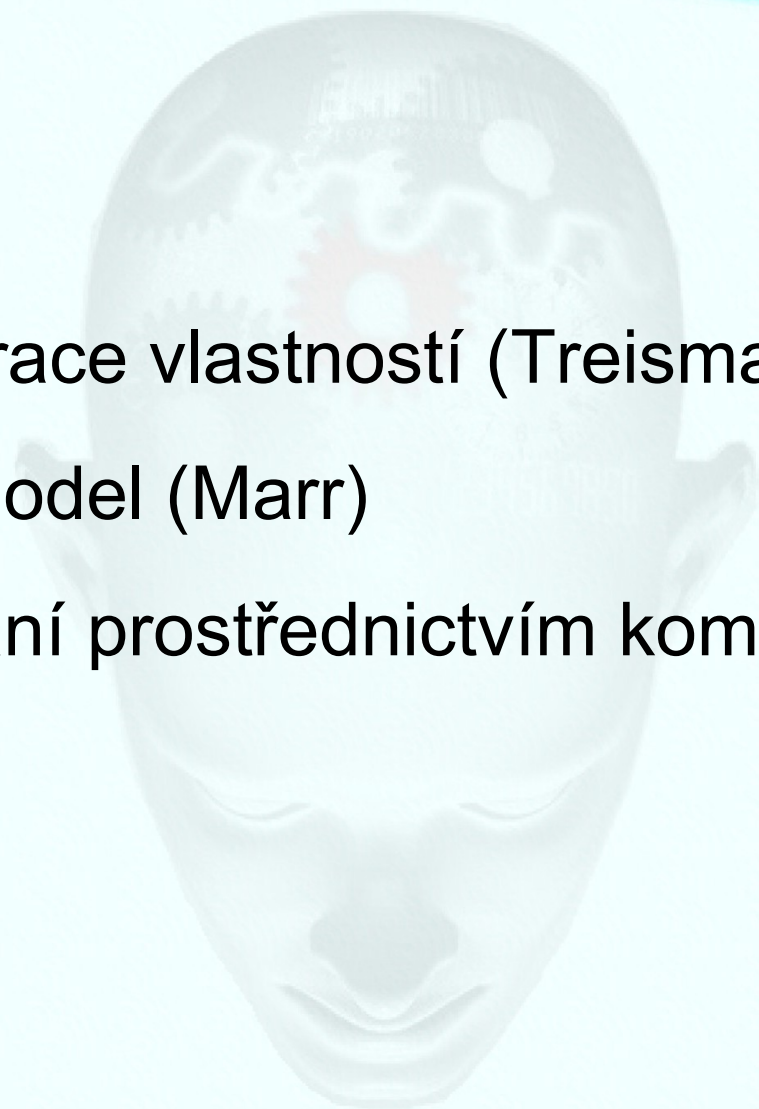 race vlastností (Treisma
odel (Marr)
ní prostřednictvím kom